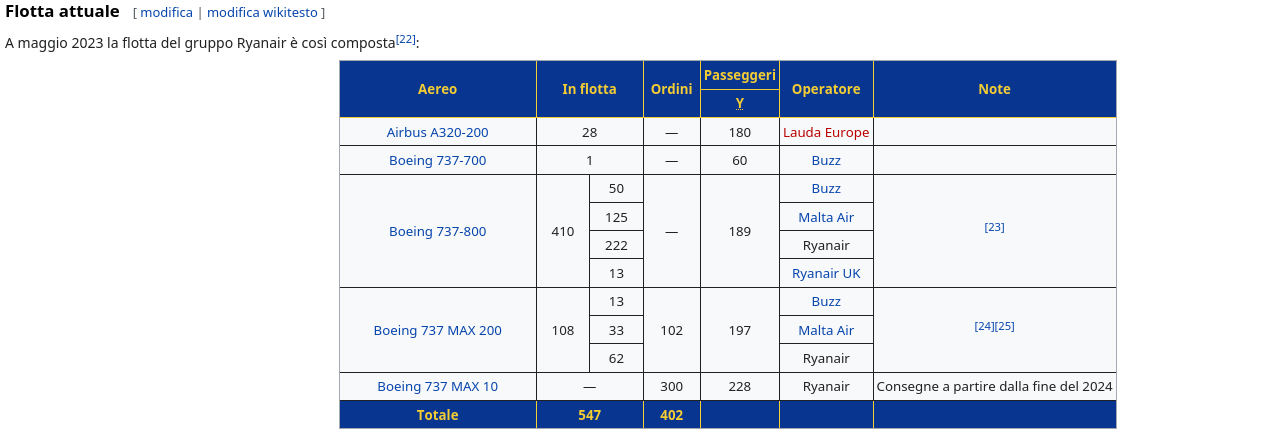 Flotta attuale [ modifica | modifica wikitesto ]
A maggio 2023 la flotta del gruppo Ryanair è così composta[22]:
Aereo In flotta Ordini Passeggeri Operatore Note
Y
Airbus A320-200 28 — 180 Lauda Europe
Boeing 737-700 1 — 60 Buzz
Boeing 737-800 410 50 — 189 Buzz [23]
125 Malta Air
222 Ryanair
13 Ryanair UK
Boeing 737 MAX 200 108 13 102 197 Buzz [24][25]
33 Malta Air
62 Ryanair
Boeing 737 MAX 10 — 300 228 Ryanair Consegne a partire dalla fine del 2024
Totale 547 402